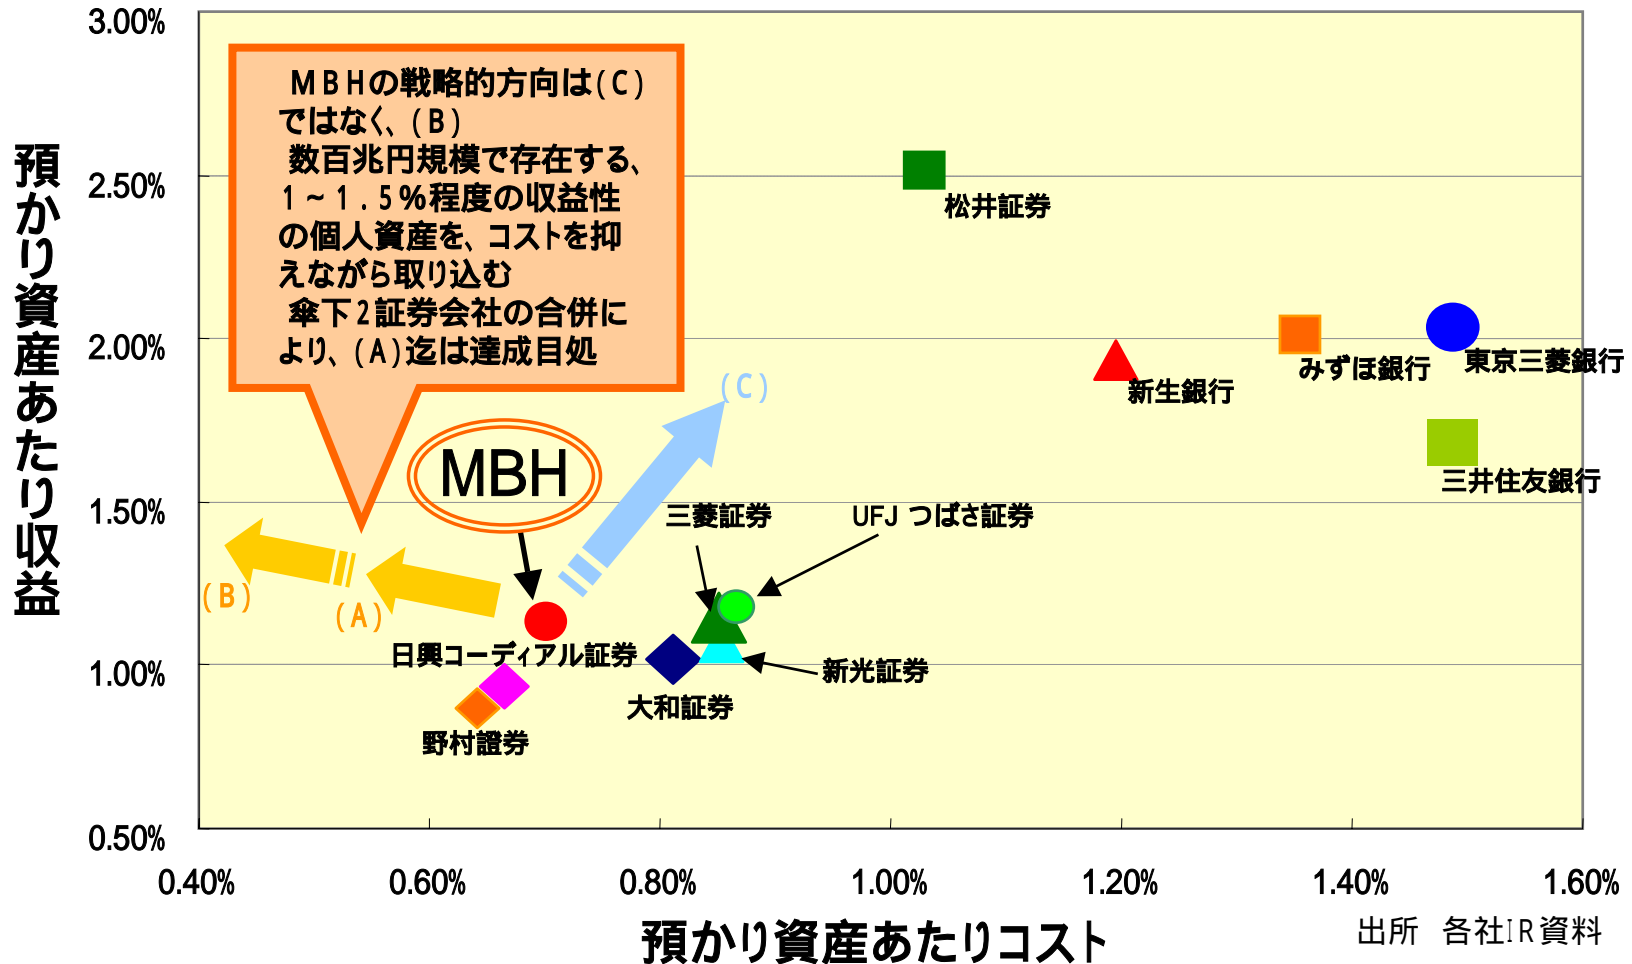 3.00%
2.50%
2.00%
1.50%
1.00%
0.50%
預かり資産あたり収益
MBHの戦略的方向は(C)
ではなく、(B)
数百兆円規模で存在する、
1~1.5%程度の収益性
の個人資産を、コストを抑
えながら取り込む
傘下2証券会社の合併に
より、(A)迄は達成目処
(C)
MBH
(B)
(A)
松井証券
東京三菱銀行
みずほ銀行
新生銀行
三井住友銀行
三菱証券
UFJ つばさ証券
日興コーディアル証券
新光証券
大和証券
野村證券
0.40%
0.60%
0.80%
1.00%
1.20%
1.40%
1.60%
預かり資産あたりコスト
出所 各社IR資料